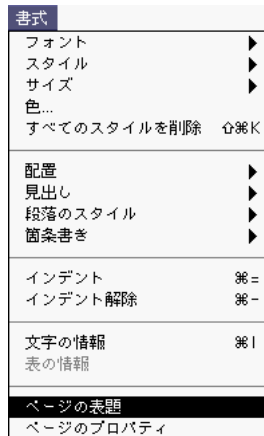 書式
フォント
スタイル
サイズ
色...
すべてのスタイルを削除 ⇧⌘K
配置
見出し
段落のスタイル
箇条書き
インデント ⌘=
インデント解除 ⌘-
文字の情報 ⌘I
表の情報
ページの表題
ページのプロパティ